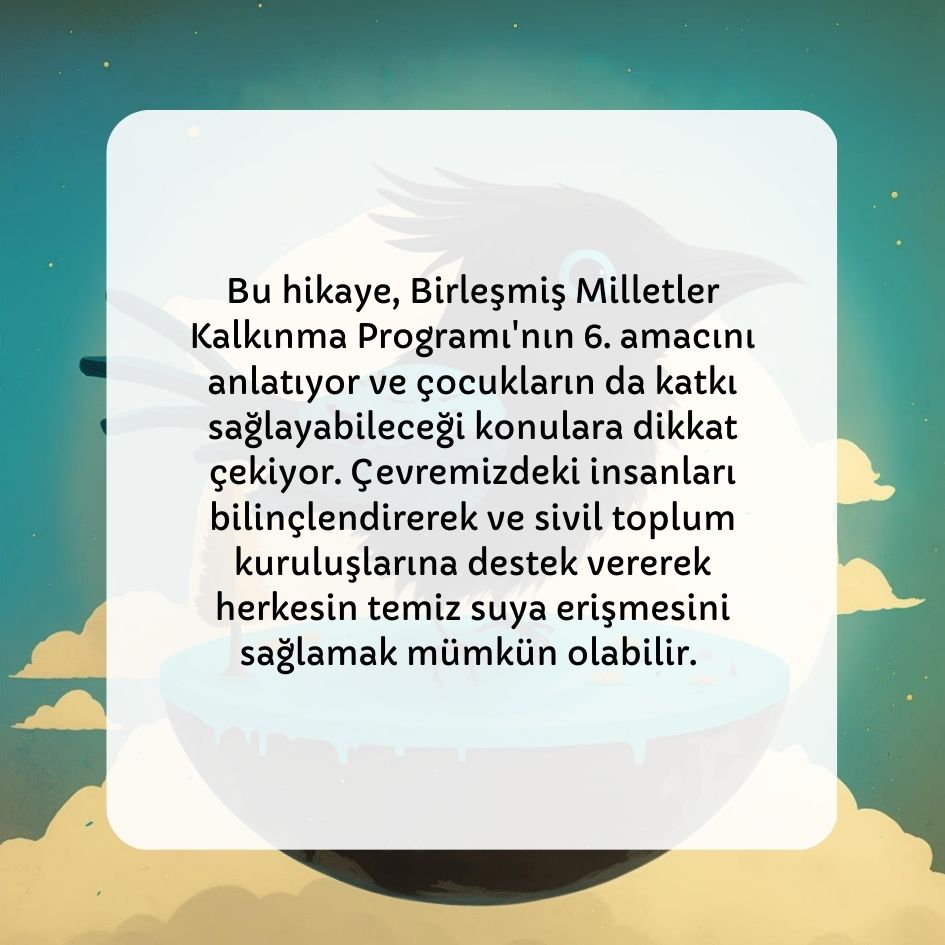 Bu hikaye, Birleşmiş Milletler
Kalkınma Programı'nın 6. amacını
anlatıyor ve çocukların da katkı
sağlayabileceği konulara dikkat
çekiyor. Çevremizdeki insanları
bilinçlendirerek ve sivil toplum
kuruluşlarına destek vererek
herkesin temiz suya erişmesini
sağlamak mümkün olabilir.